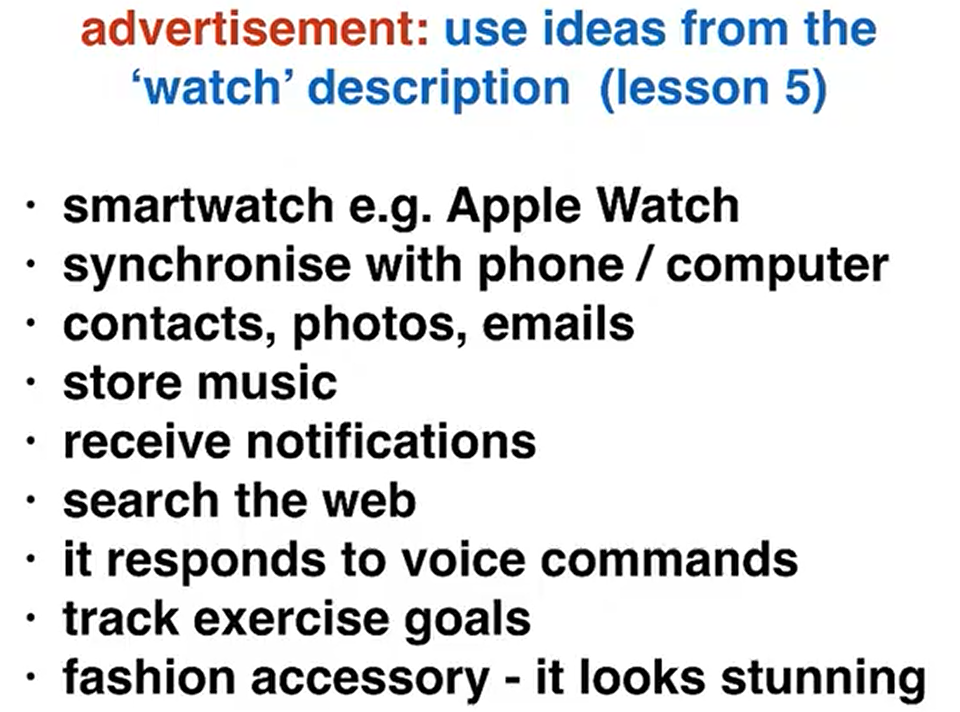 advertisement: use ideas from the
‘watch’ description (lesson 5)
· smartwatch e.g. Apple Watch
· synchronise with phone / computer
· contacts, photos, emails
· store music
· receive notifications
· search the web
· it responds to voice commands
· track exercise goals
· fashion accessory - it looks stunning